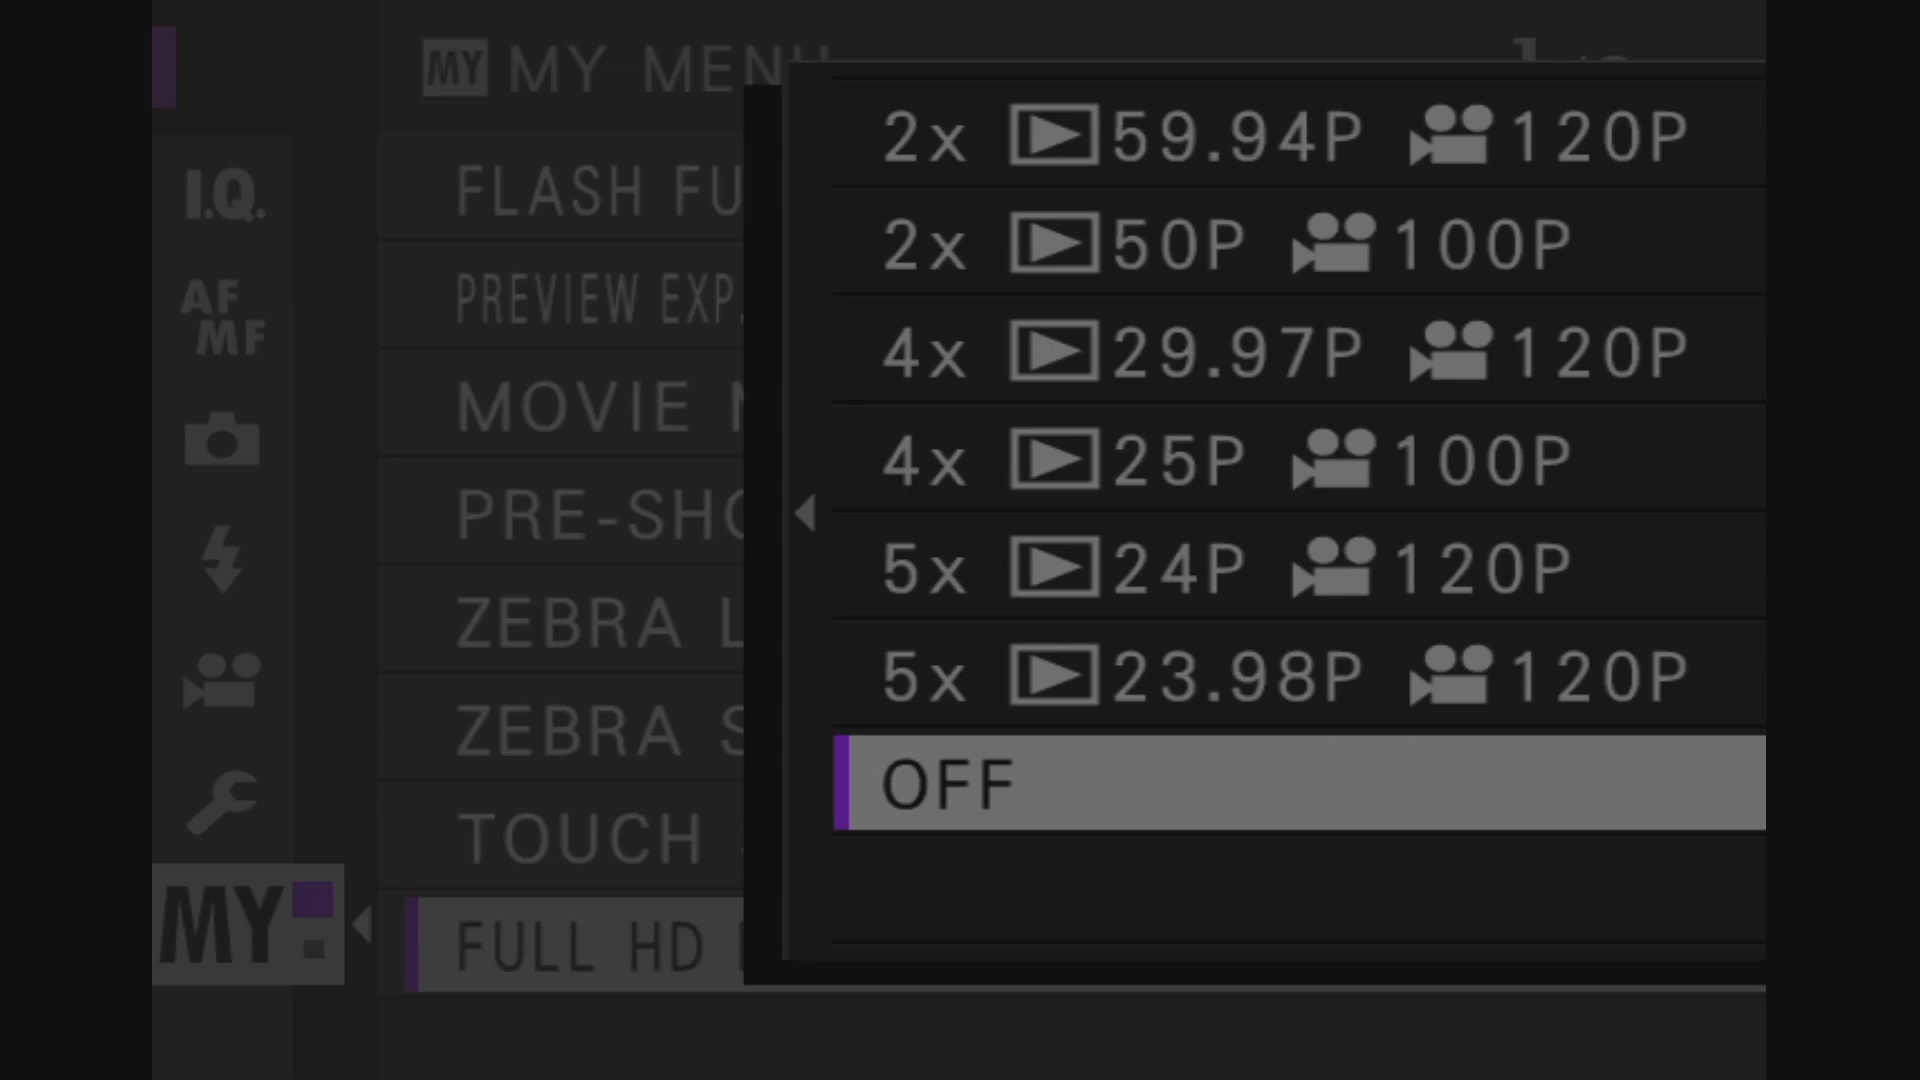 MY MY MENU
I.Q.
AF
MF
MY
FLASH FU
PREVIEW EXP.
MOVIE
PRE-SHO
ZEBRA L
ZEBRA S
TOUCH
FULL HD
2x 59.94P 120P
2x 50P 100P
4x 29.97P 120P
4x 25P 100P
5x 24P 120P
5x 23.98P 120P
OFF